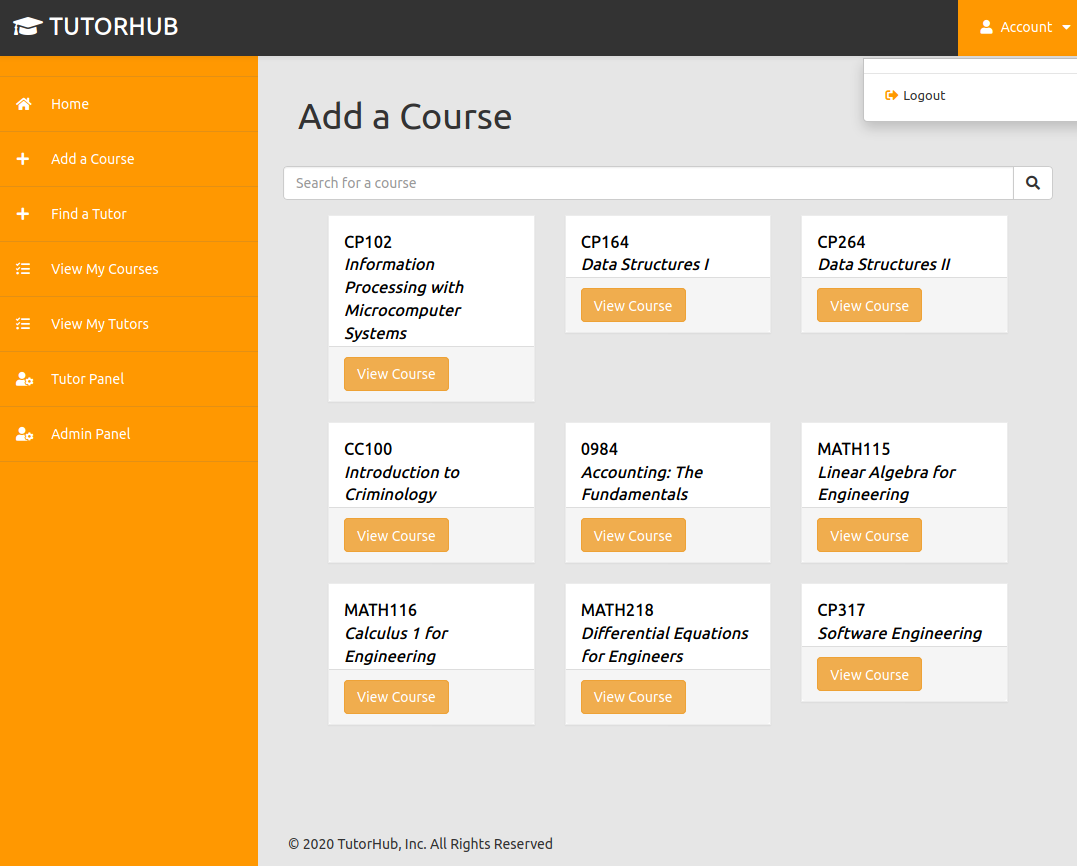 TUTORHUB
Account
Logout
Home
Add a Course
Find a Tutor
View My Courses
View My Tutors
Tutor Panel
Admin Panel
Add a Course
Search for a course
CP102
Information
Processing with
Microcomputer
Systems
View Course
CP164
Data Structures I
View Course
CP264
Data Structures II
View Course
CC100
Introduction to
Criminology
View Course
0984
Accounting: The
Fundamentals
View Course
MATH115
Linear Algebra for
Engineering
View Course
MATH116
Calculus 1 for
Engineering
View Course
MATH218
Differential Equations
for Engineers
View Course
CP317
Software Engineering
View Course
© 2020 TutorHub, Inc. All Rights Reserved